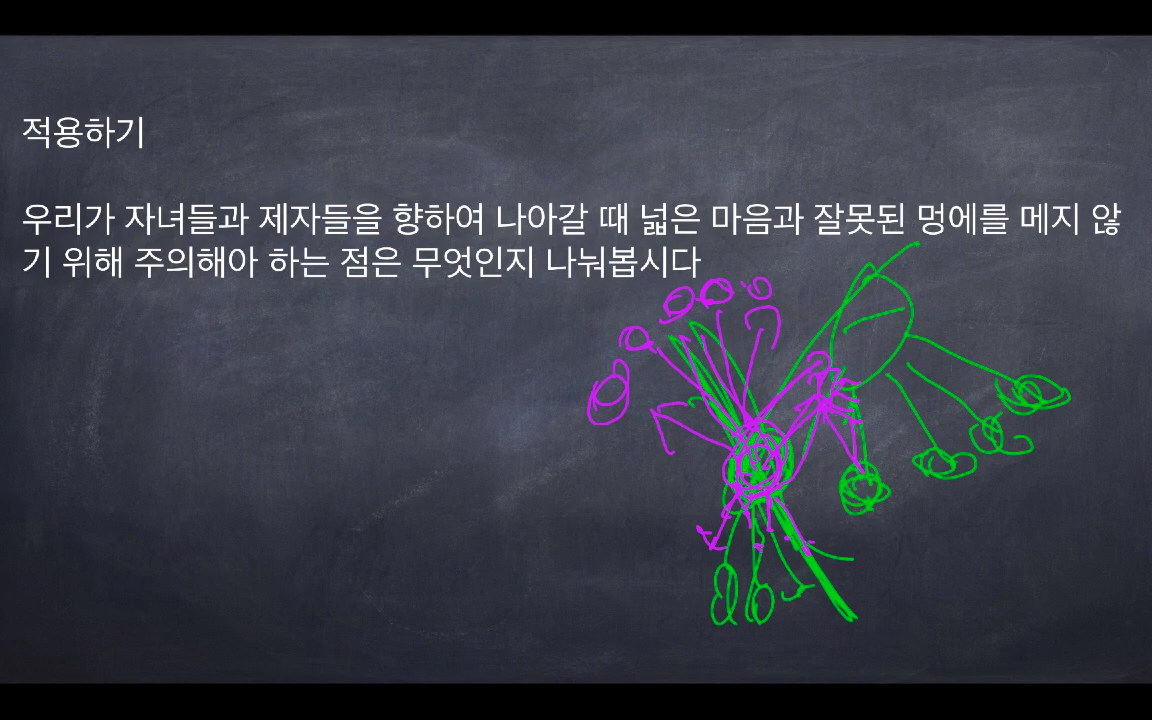 적용하기
우리가 자녀들과 제자들을 향하여 나아갈 때 넓은 마음과 잘못된 멍에를 메지 않
기 위해 주의해야 하는 점은 무엇인지 나눠봅시다